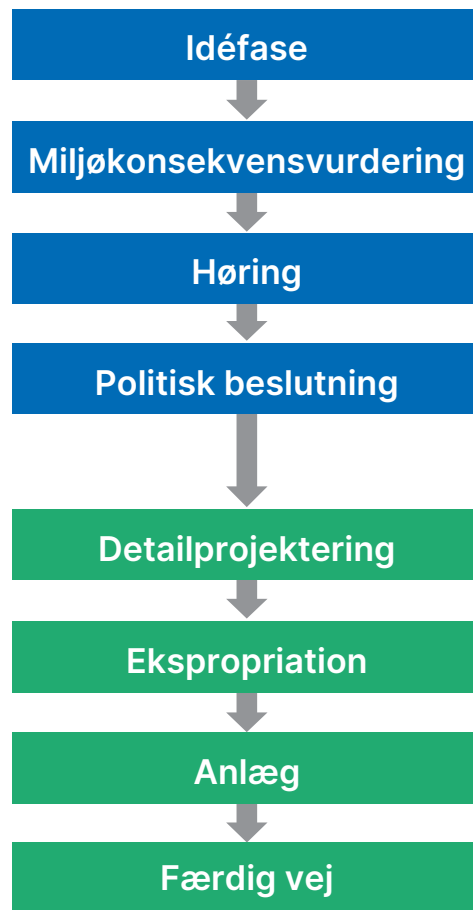 Idéfase
Miljøkonsekvensvurdering
Høring
Politisk beslutning
Detailprojektering
Ekspropriation
Anlæg
Færdig vej